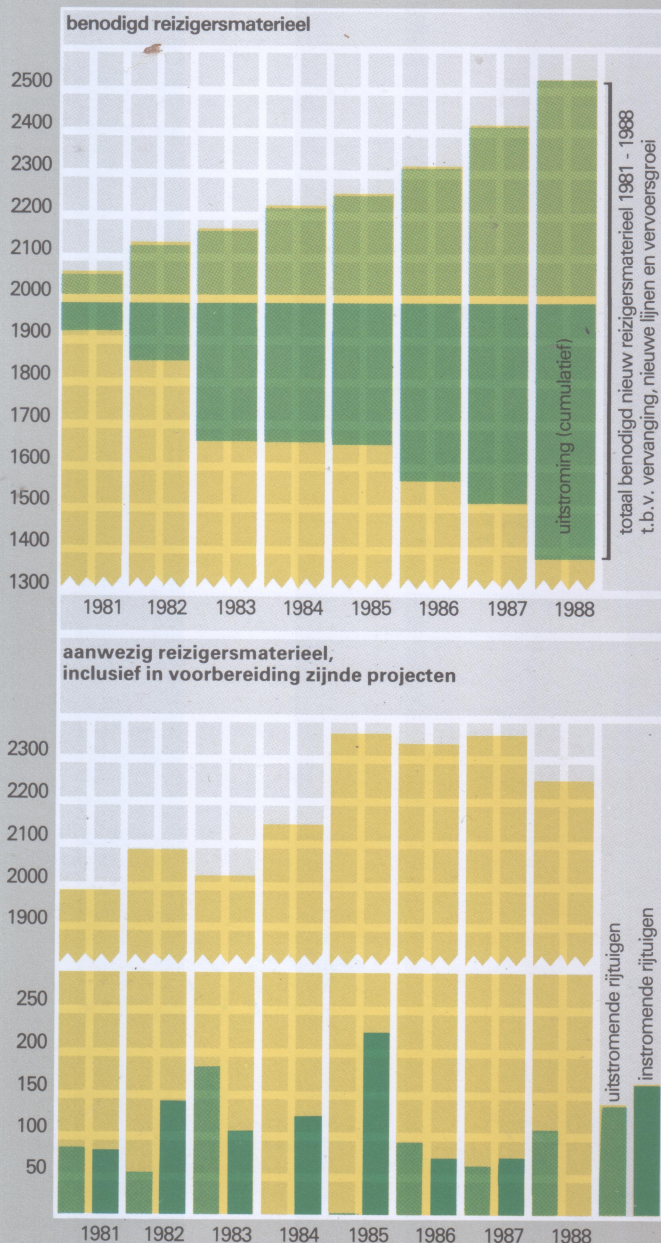 benodigd reizigersmaterieel
2500
2400
2300
2200
2100
2000
1900
1800
1700
1600
1500
1400
1300
uitstroming (cumulatief)
totaal benodigd nieuw reizigersmaterieel 1981 - 1988
t.b.v. vervanging, nieuwe lijnen en vervoersgroei
1981 1982 1983 1984 1985 1986 1987 1988
aanwezig reizigersmaterieel,
inclusief in voorbereiding zijnde projecten
2300
2200
2100
2000
1900
250
200
150
100
50
uitstromende rijtuigen
instromende rijtuigen
1981 1982 1983 1984 1985 1986 1987 1988